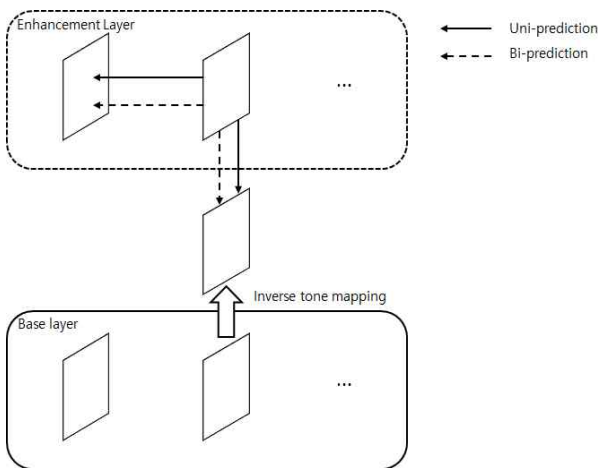 Enhancement Layer
Uni-prediction
Bi-prediction
...
Inverse tone mapping
Base layer
...